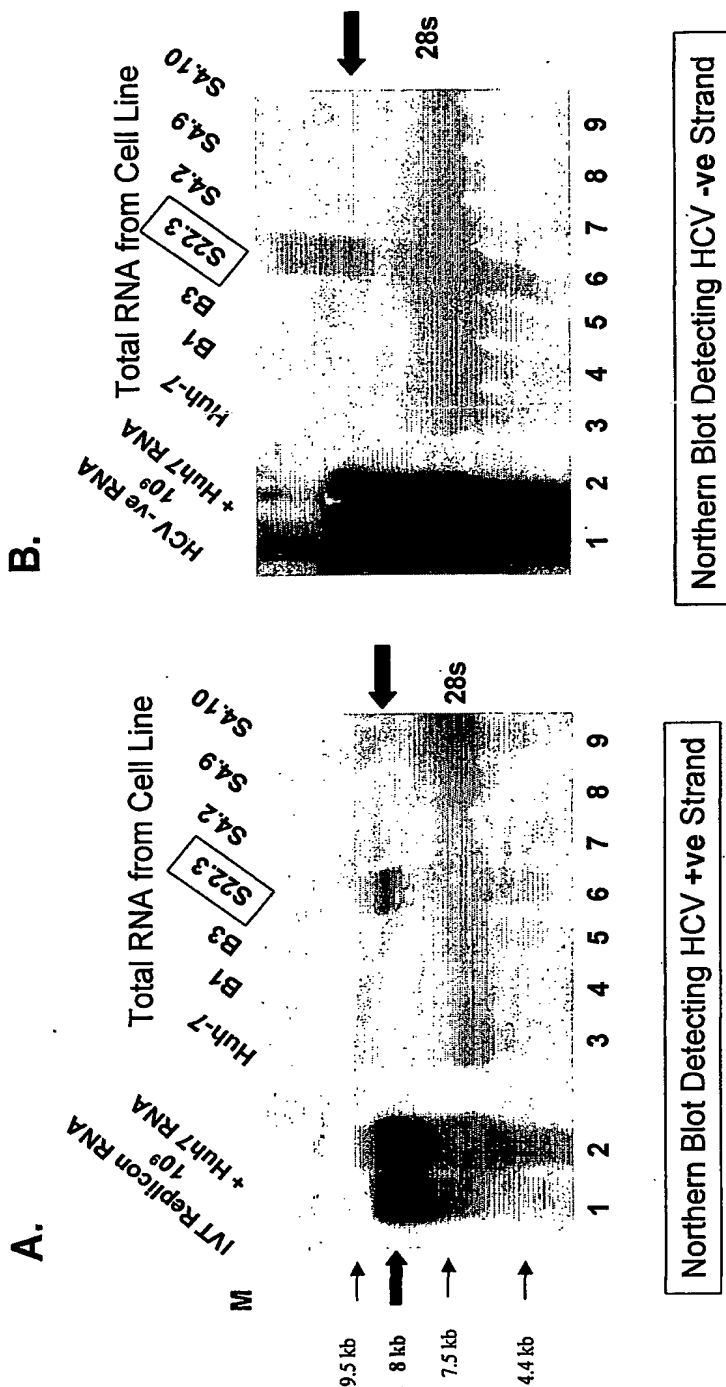 A.
IVT Replicon RNA
10⁹
+ Huh7 RNA
Total RNA from Cell Line
Huh-7
B1
B3
S22.3
S4.2
S4.9
S4.10
M
9.5 kb
8 kb
7.5 kb
4.4 kb
28s
1 2 3 4 5 6 7 8 9
Northern Blot Detecting HCV +ve Strand
B.
HCV -ve RNA
10⁹
+ Huh7 RNA
Total RNA from Cell Line
Huh-7
B1
B3
S22.3
S4.2
S4.9
S4.10
28s
1 2 3 4 5 6 7 8 9
Northern Blot Detecting HCV -ve Strand